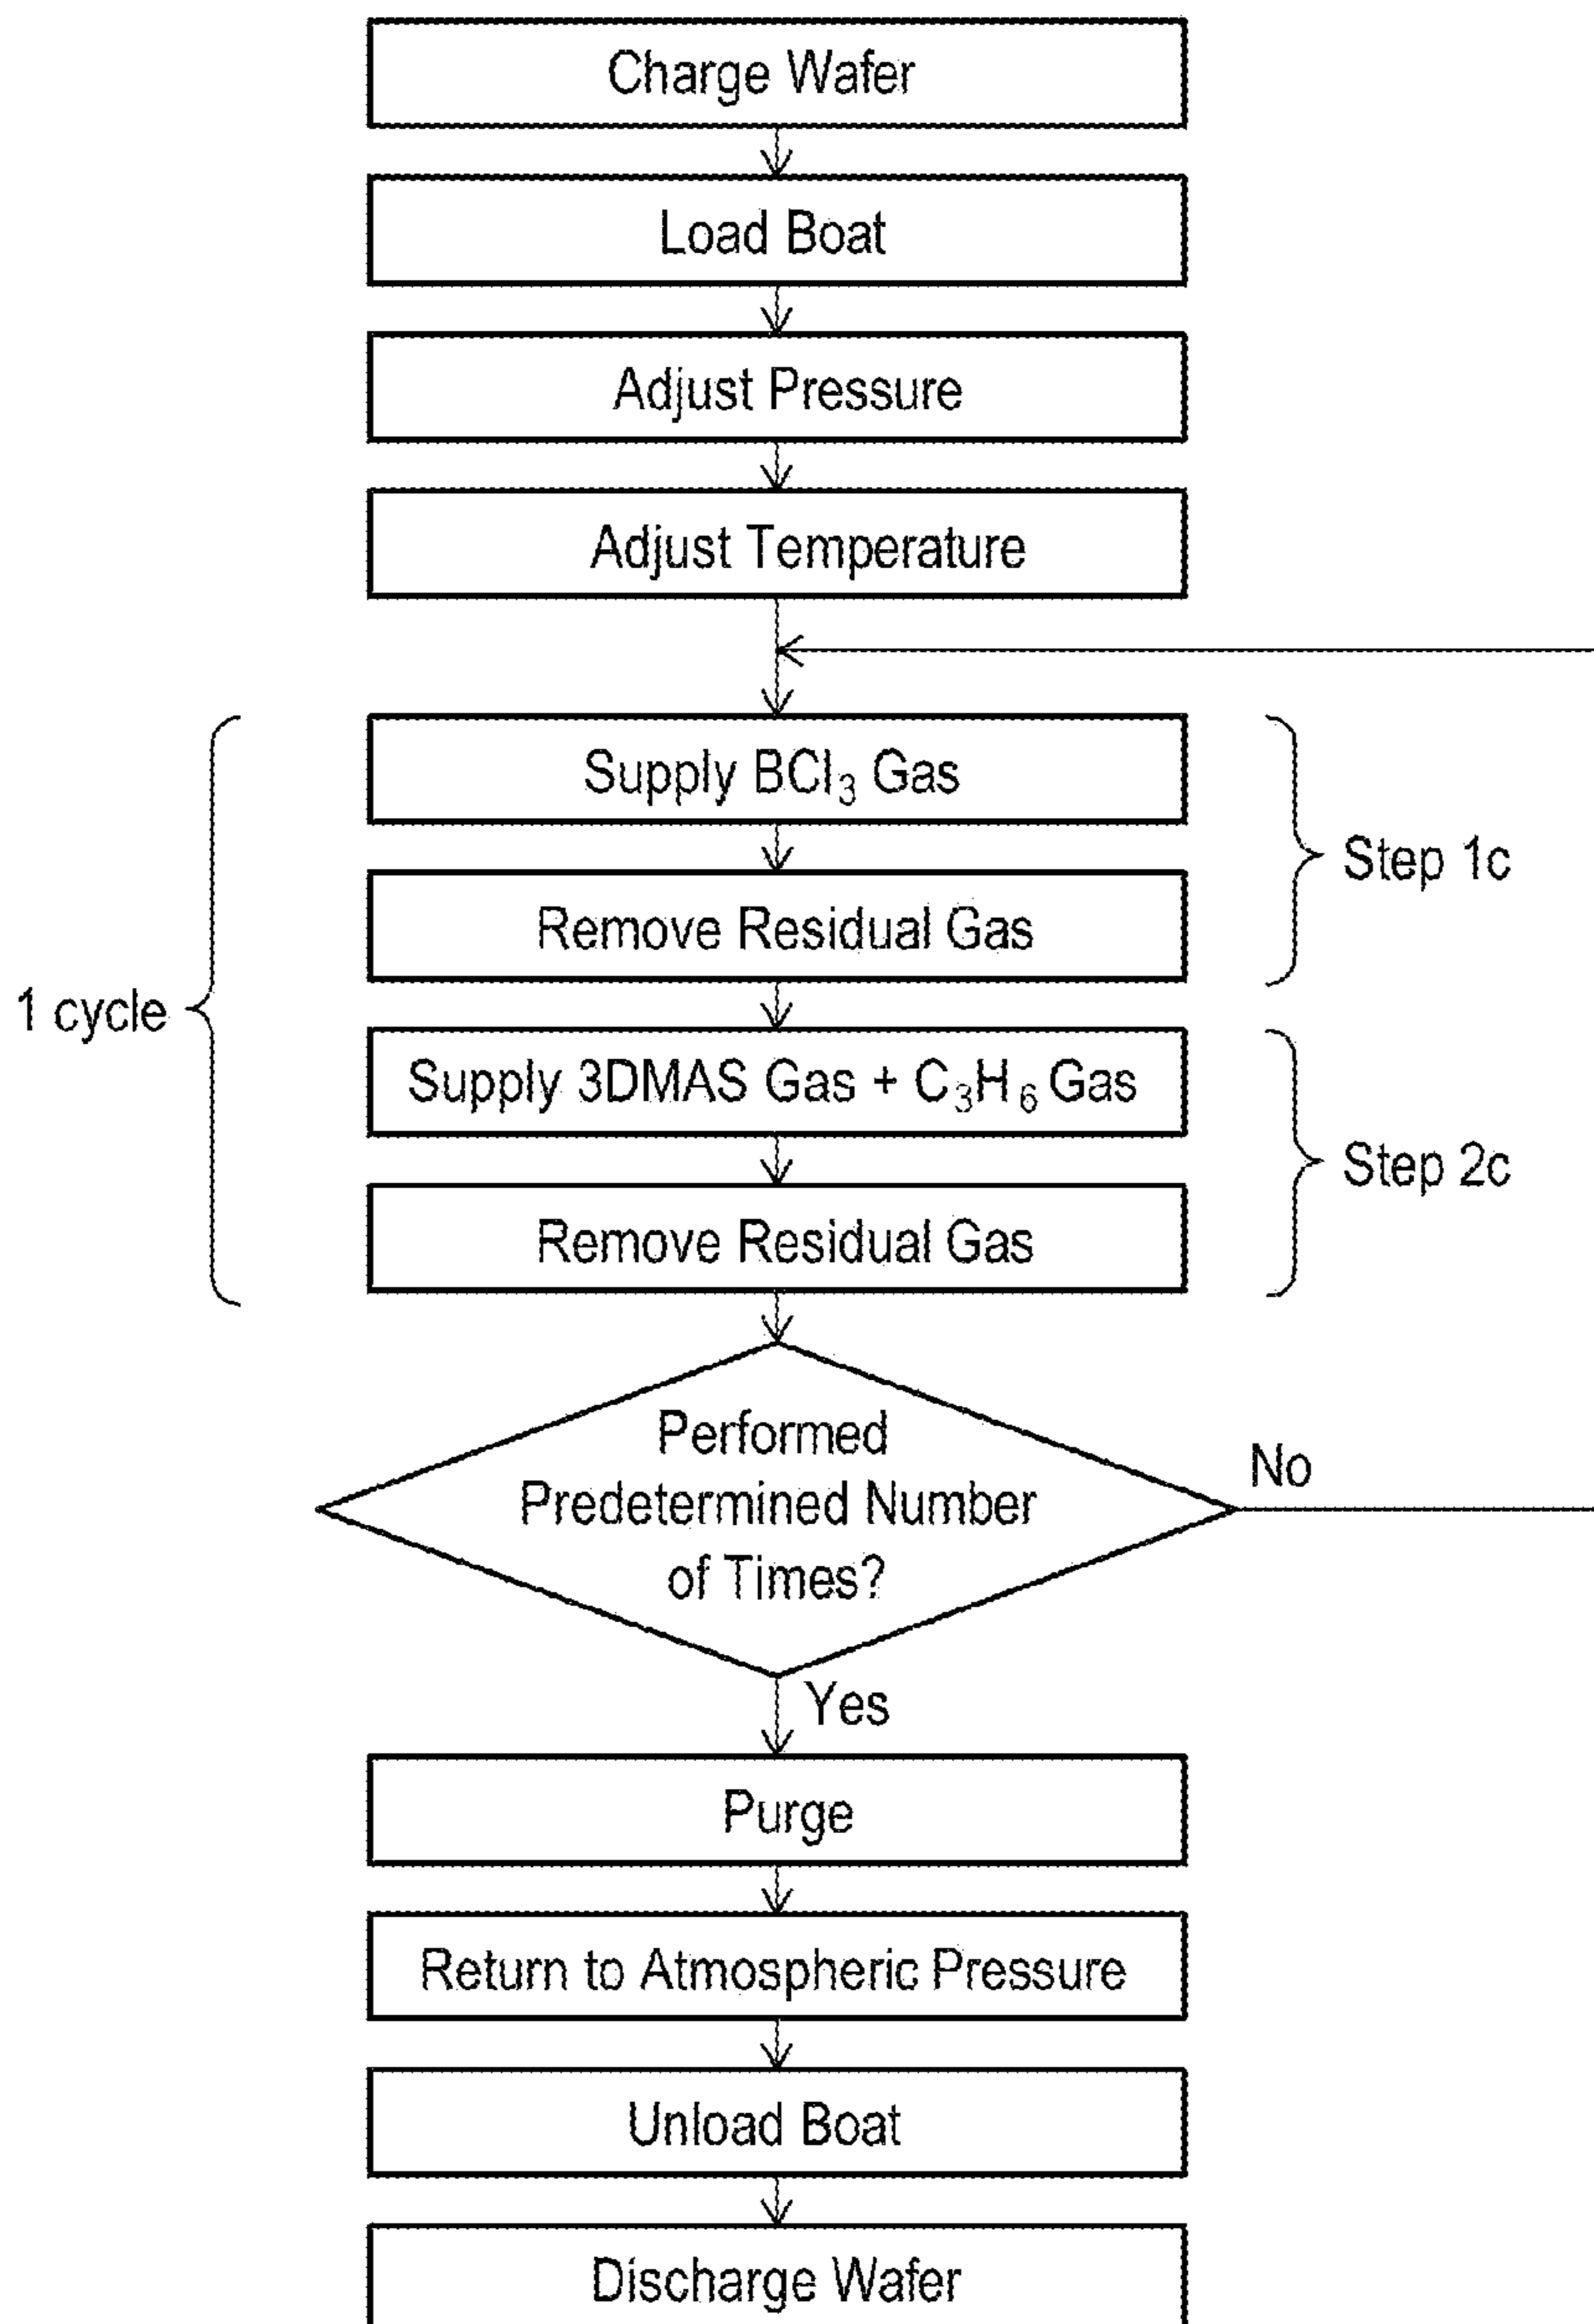 Charge Wafer
Load Boat
Adjust Pressure
Adjust Temperature
Supply BCl₃ Gas
Remove Residual Gas
Step 1c
1 cycle
Supply 3DMAS Gas + C₃H₆ Gas
Remove Residual Gas
Step 2c
Performed
Predetermined Number
of Times?
No
Yes
Purge
Return to Atmospheric Pressure
Unload Boat
Discharge Wafer